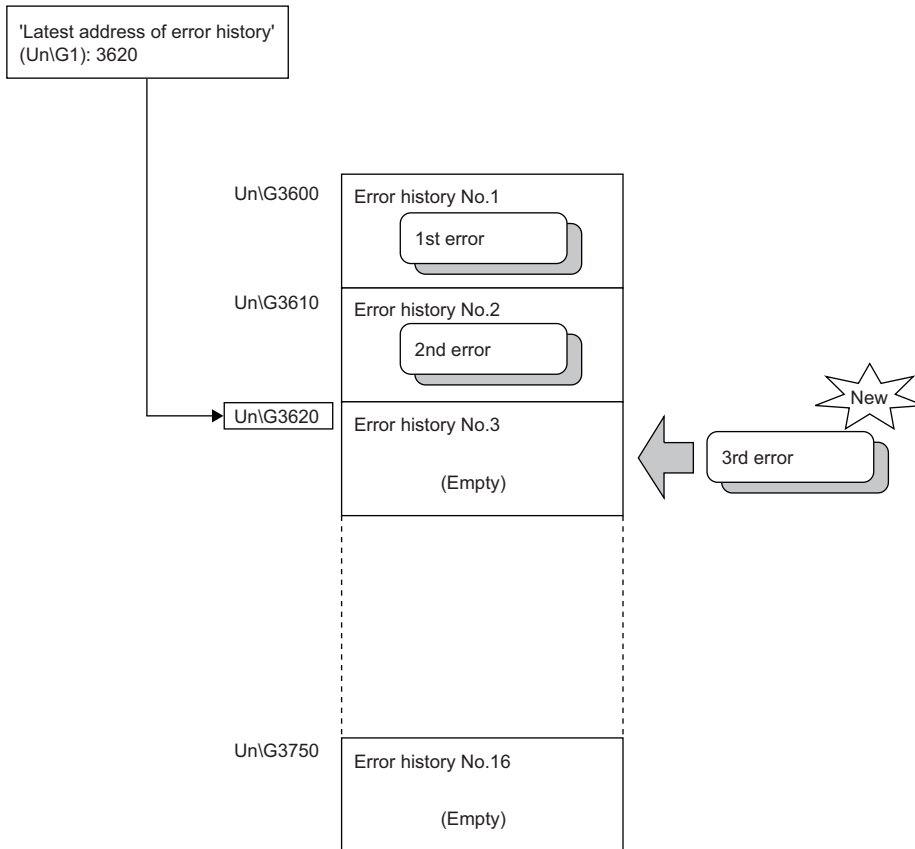 'Latest address of error history'
(Un\G1): 3620
Un\G3600
Error history No.1
1st error
Un\G3610
Error history No.2
2nd error
New
Un\G3620
Error history No.3
3rd error
(Empty)
Un\G3750
Error history No.16
(Empty)